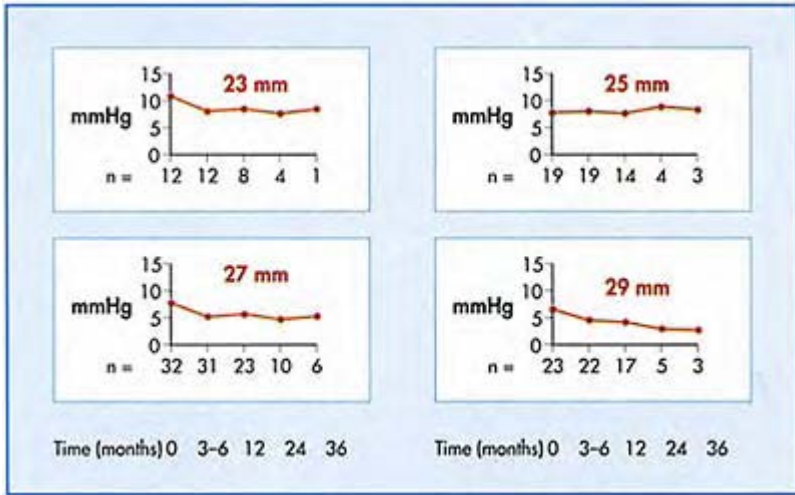 15
23 mm
10
mmHg
5
0
n = 12 12 8 4 1
15
25 mm
10
mmHg
5
0
n = 19 19 14 4 3
15
27 mm
10
mmHg
5
0
n = 32 31 23 10 6
15
29 mm
10
mmHg
5
0
n = 23 22 17 5 3
Time (months) 0 3–6 12 24 36
Time (months) 0 3–6 12 24 36